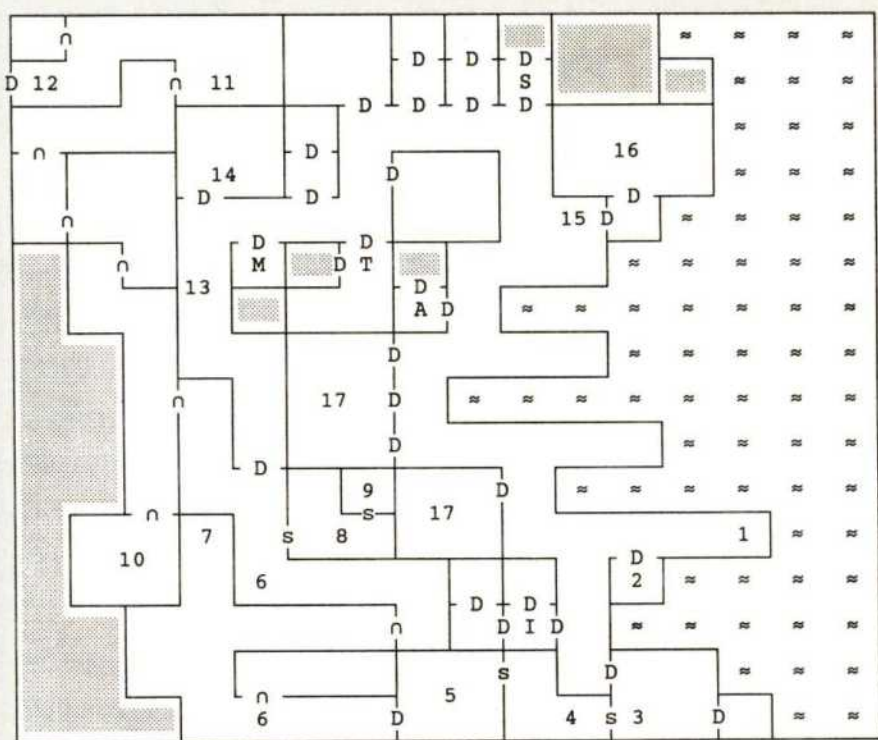 ∩ ≈ ≈ ≈ ≈
D D D
D 12 ∩ 11 S ≈ ≈ ≈
D D D D
≈ ≈ ≈
∩ D 16
14 D ≈ ≈ ≈
D D D
∩ 15 D ≈ ≈ ≈ ≈
D D
∩ M D T ≈ ≈ ≈ ≈ ≈
13 D
A D ≈ ≈ ≈ ≈ ≈ ≈ ≈
D ≈ ≈ ≈ ≈ ≈
∩ 17 D ≈ ≈ ≈ ≈ ≈ ≈ ≈ ≈
D ≈ ≈ ≈ ≈
D
9 D ≈ ≈ ≈ ≈ ≈ ≈
∩ s 17
7 s 8 1 ≈ ≈
10 D
6 2 ≈ ≈ ≈ ≈
D D
∩ D I D ≈ ≈ ≈ ≈ ≈
s D ≈ ≈ ≈
∩ 5
6 D 4 s 3 D ≈ ≈